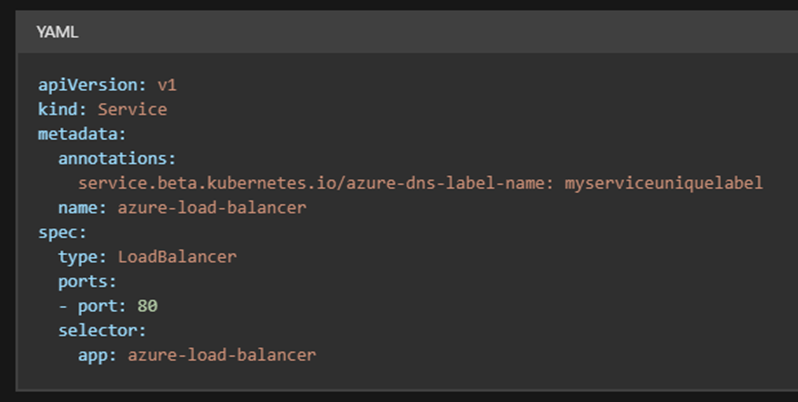 YAML
apiVersion: v1
kind: Service
metadata:
  annotations:
    service.beta.kubernetes.io/azure-dns-label-name: myserviceuniquelabel
  name: azure-load-balancer
spec:
  type: LoadBalancer
  ports:
  - port: 80
  selector:
    app: azure-load-balancer